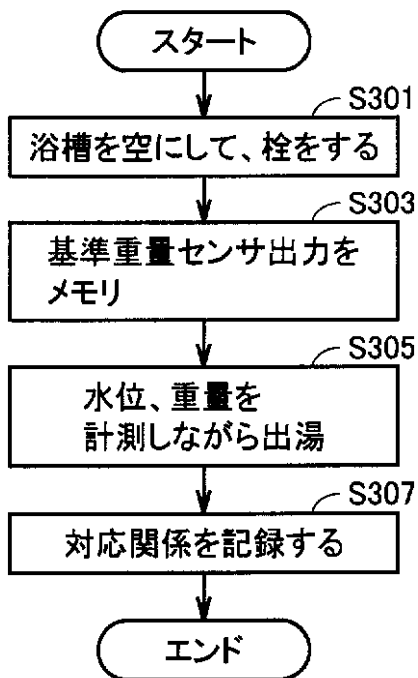 スタート
S301
浴槽を空にして、栓をする
S303
基準重量センサ出力を
メモリ
S305
水位、重量を
計測しながら出湯
S307
対応関係を記録する
エンド